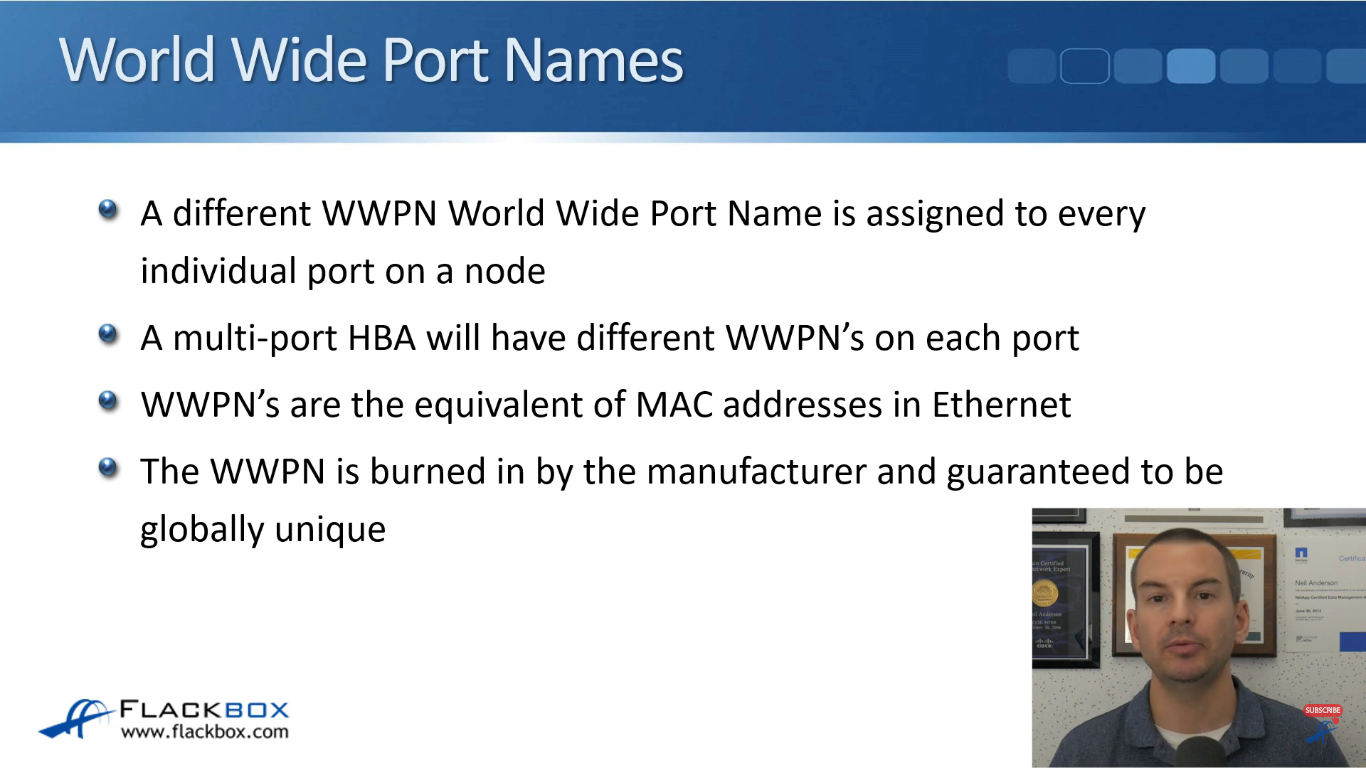 World Wide Port Names
A different WWPN World Wide Port Name is assigned to every
individual port on a node
A multi-port HBA will have different WWPN’s on each port
WWPN’s are the equivalent of MAC addresses in Ethernet
The WWPN is burned in by the manufacturer and guaranteed to be
globally unique
FLACKBOX
www.flackbox.com
Neil Anderson
SUBSCRIBE